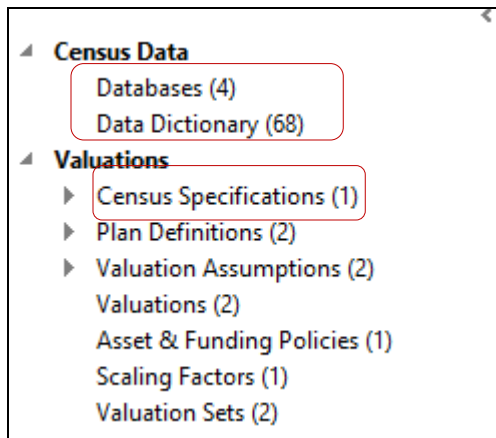 Census Data
Databases (4)
Data Dictionary (68)
Valuations
Census Specifications (1)
Plan Definitions (2)
Valuation Assumptions (2)
Valuations (2)
Asset & Funding Policies (1)
Scaling Factors (1)
Valuation Sets (2)